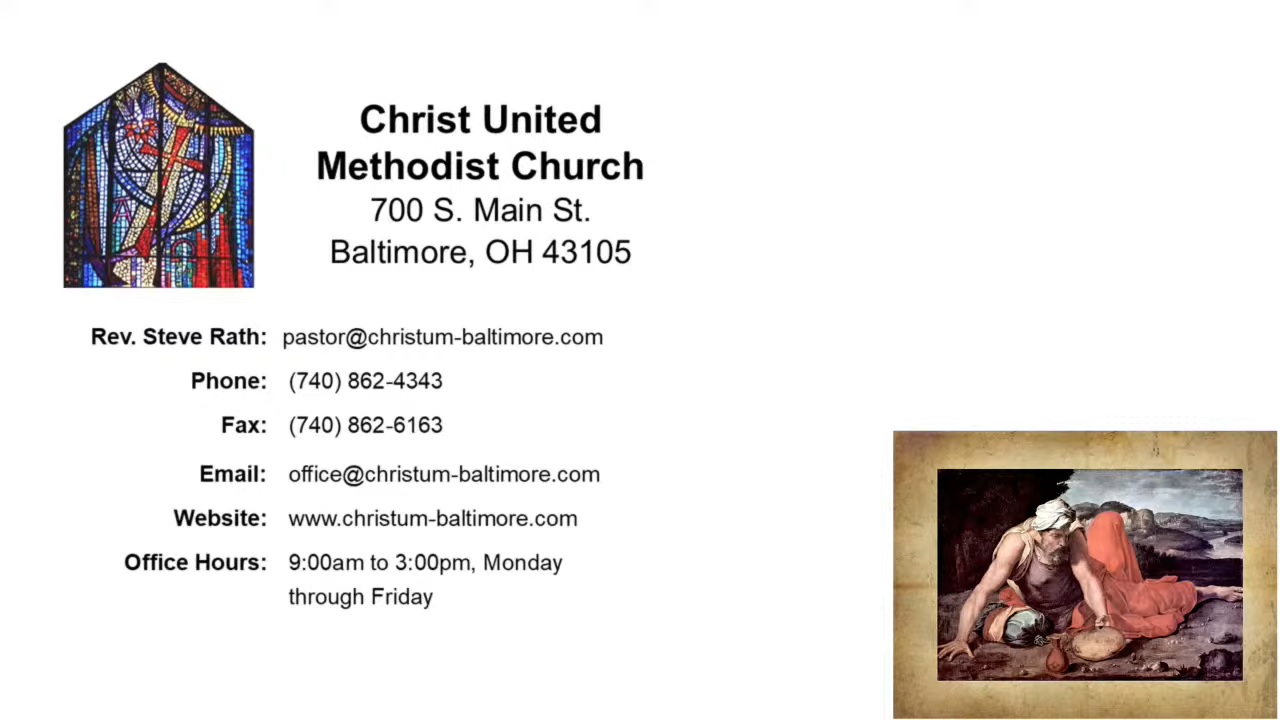 Christ United
Methodist Church
700 S. Main St.
Baltimore, OH 43105
Rev. Steve Rath: pastor@christum-baltimore.com
Phone: (740) 862-4343
Fax: (740) 862-6163
Email: office@christum-baltimore.com
Website: www.christum-baltimore.com
Office Hours: 9:00am to 3:00pm, Monday
through Friday